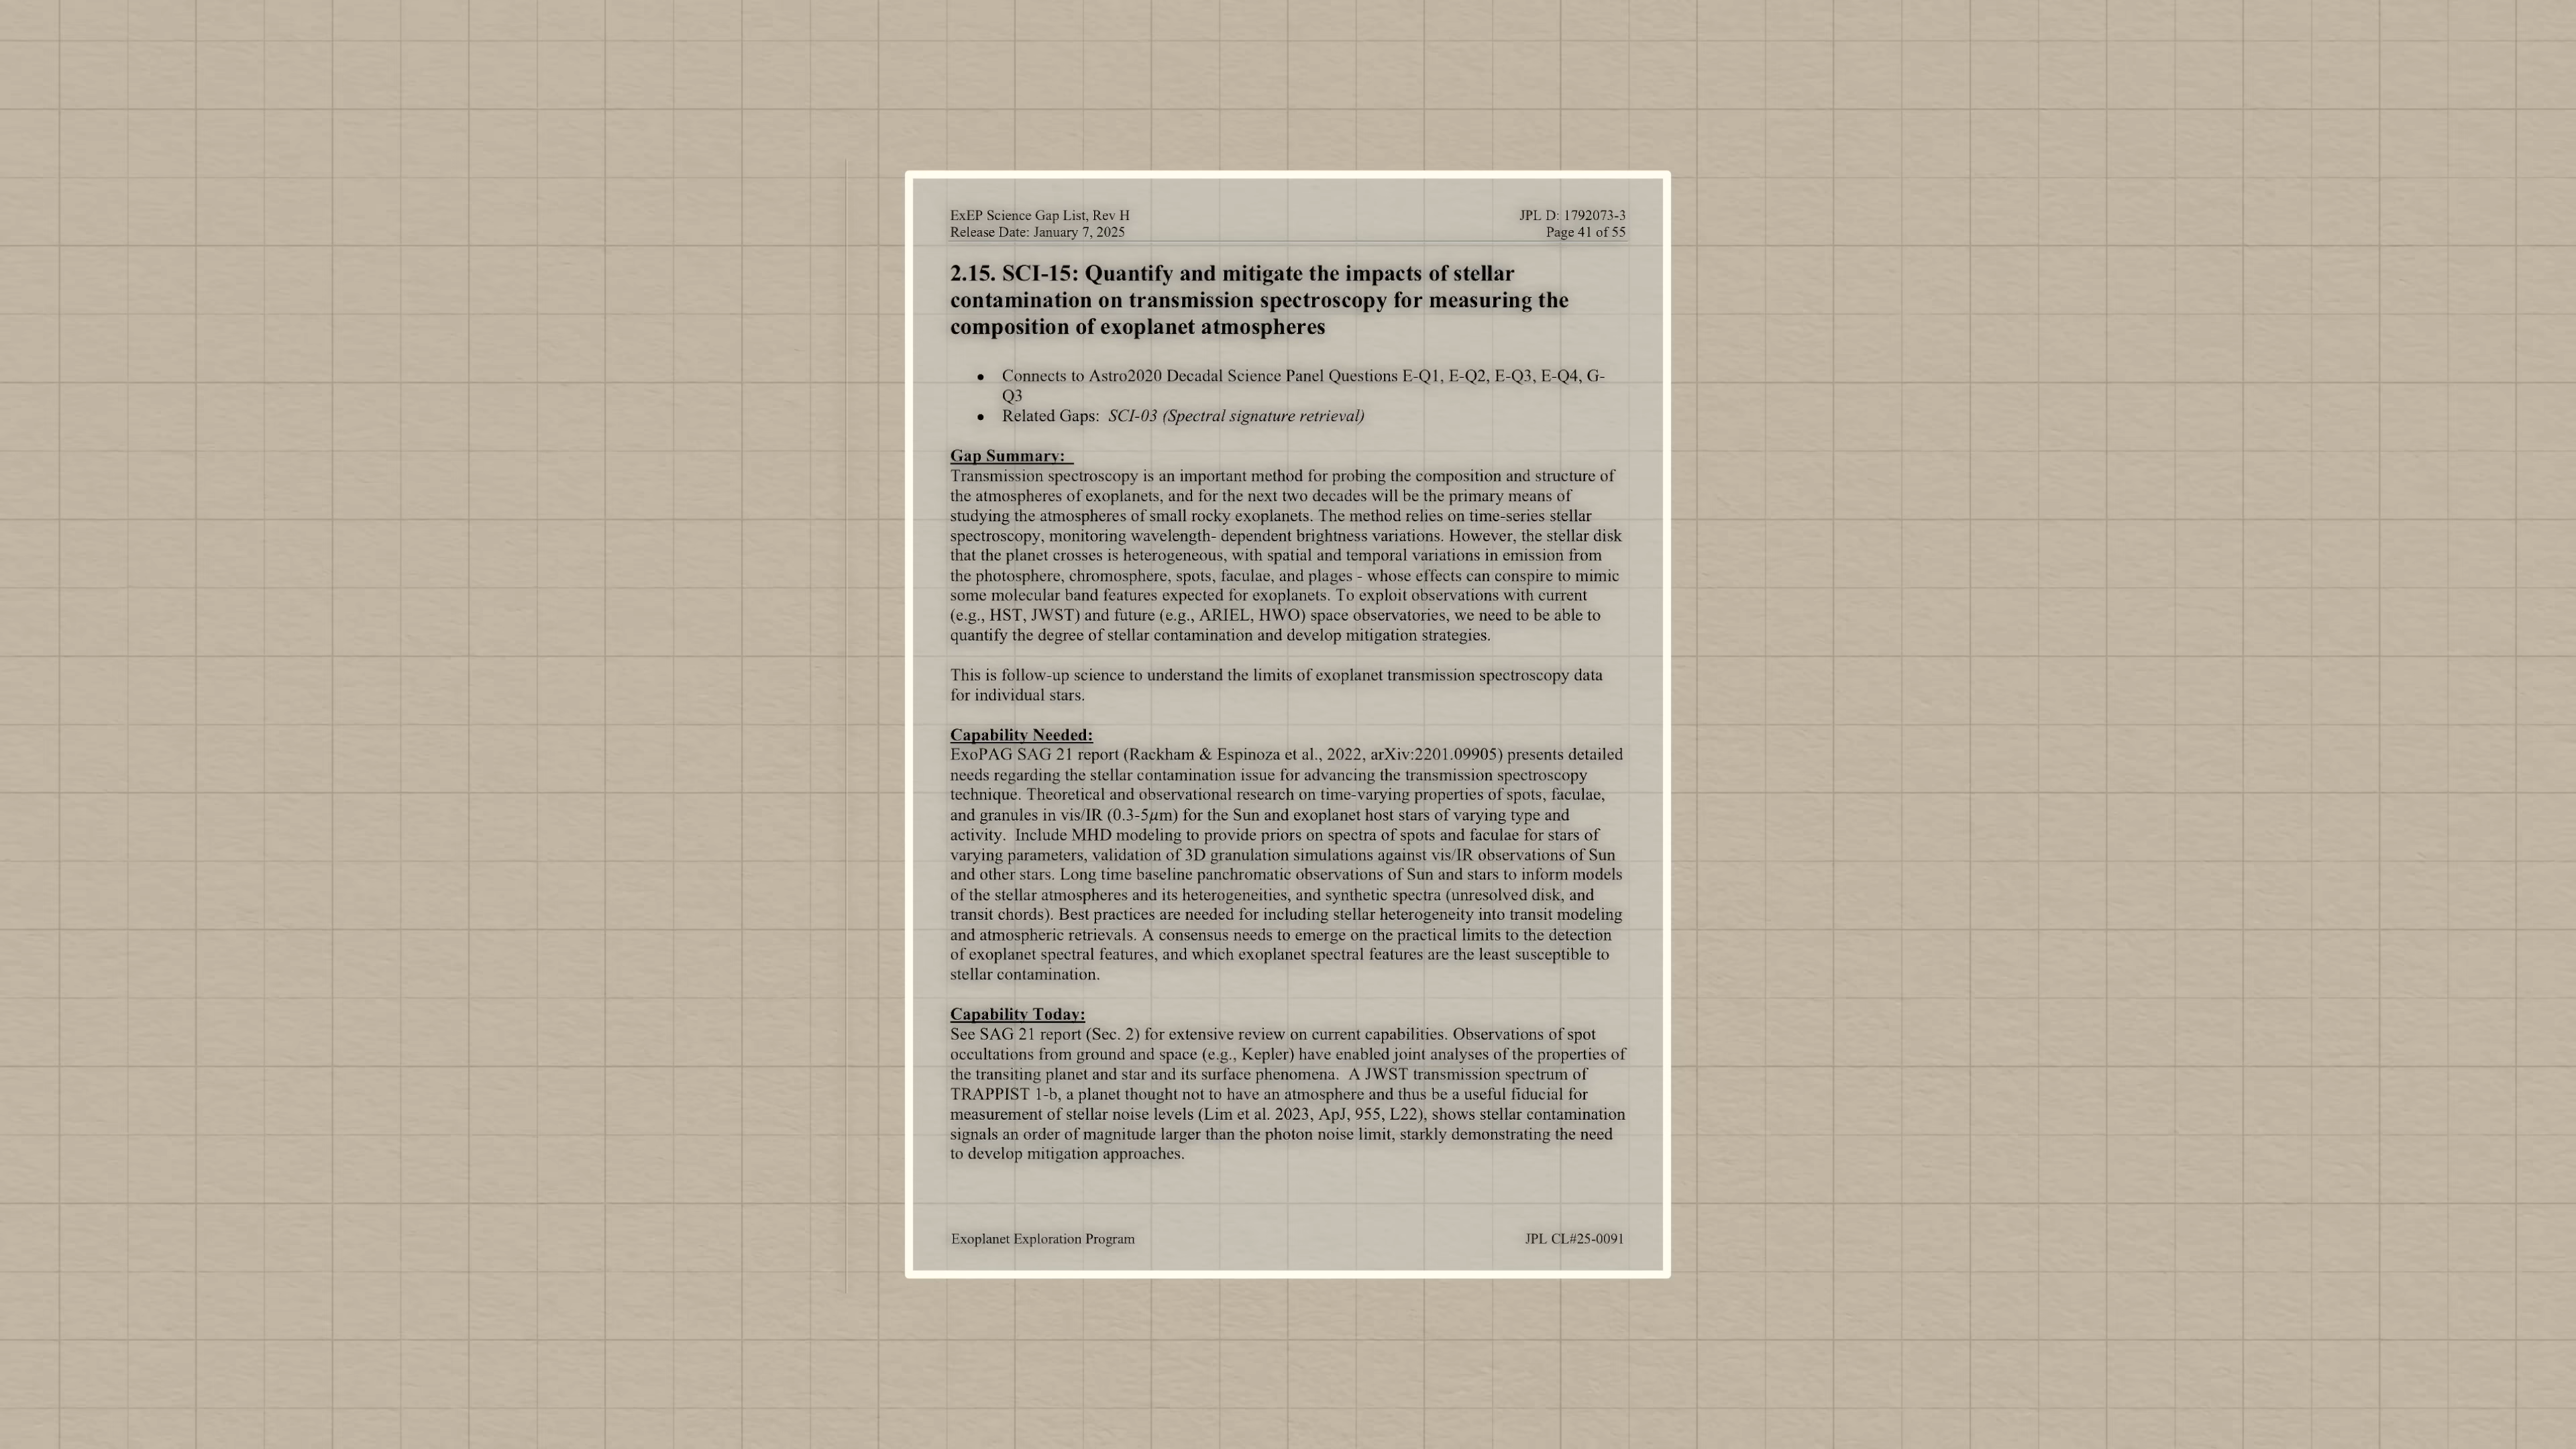 ExEP Science Gap List, Rev H
JPL D: 1792073-3
Release Date: January 7, 2025
Page 41 of 55
2.15. SCI-15: Quantify and mitigate the impacts of stellar
contamination on transmission spectroscopy for measuring the
composition of exoplanet atmospheres
• Connects to Astro2020 Decadal Science Panel Questions E-Q1, E-Q2, E-Q3, E-Q4, G-
Q3
• Related Gaps: SCI-03 (Spectral signature retrieval)
Gap Summary:
Transmission spectroscopy is an important method for probing the composition and structure of
the atmospheres of exoplanets, and for the next two decades will be the primary means of
studying the atmospheres of small rocky exoplanets. The method relies on time-series stellar
spectroscopy, monitoring wavelength- dependent brightness variations. However, the stellar disk
that the planet crosses is heterogeneous, with spatial and temporal variations in emission from
the photosphere, chromosphere, spots, faculae, and plages - whose effects can conspire to mimic
some molecular band features expected for exoplanets. To exploit observations with current
(e.g., HST, JWST) and future (e.g., ARIEL, HWO) space observatories, we need to be able to
quantify the degree of stellar contamination and develop mitigation strategies.
This is follow-up science to understand the limits of exoplanet transmission spectroscopy data
for individual stars.
Capability Needed:
ExoPAG SAG 21 report (Rackham & Espinoza et al., 2022, arXiv:2201.09905) presents detailed
needs regarding the stellar contamination issue for advancing the transmission spectroscopy
technique. Theoretical and observational research on time-varying properties of spots, faculae,
and granules in vis/IR (0.3-5μm) for the Sun and exoplanet host stars of varying type and
activity. Include MHD modeling to provide priors on spectra of spots and faculae for stars of
varying parameters, validation of 3D granulation simulations against vis/IR observations of Sun
and other stars. Long time baseline panchromatic observations of Sun and stars to inform models
of the stellar atmospheres and its heterogeneities, and synthetic spectra (unresolved disk, and
transit chords). Best practices are needed for including stellar heterogeneity into transit modeling
and atmospheric retrievals. A consensus needs to emerge on the practical limits to the detection
of exoplanet spectral features, and which exoplanet spectral features are the least susceptible to
stellar contamination.
Capability Today:
See SAG 21 report (Sec. 2) for extensive review on current capabilities. Observations of spot
occultations from ground and space (e.g., Kepler) have enabled joint analyses of the properties of
the transiting planet and star and its surface phenomena. A JWST transmission spectrum of
TRAPPIST 1-b, a planet thought not to have an atmosphere and thus be a useful fiducial for
measurement of stellar noise levels (Lim et al. 2023, ApJ, 955, L22), shows stellar contamination
signals an order of magnitude larger than the photon noise limit, starkly demonstrating the need
to develop mitigation approaches.
Exoplanet Exploration Program
JPL CL#25-0091